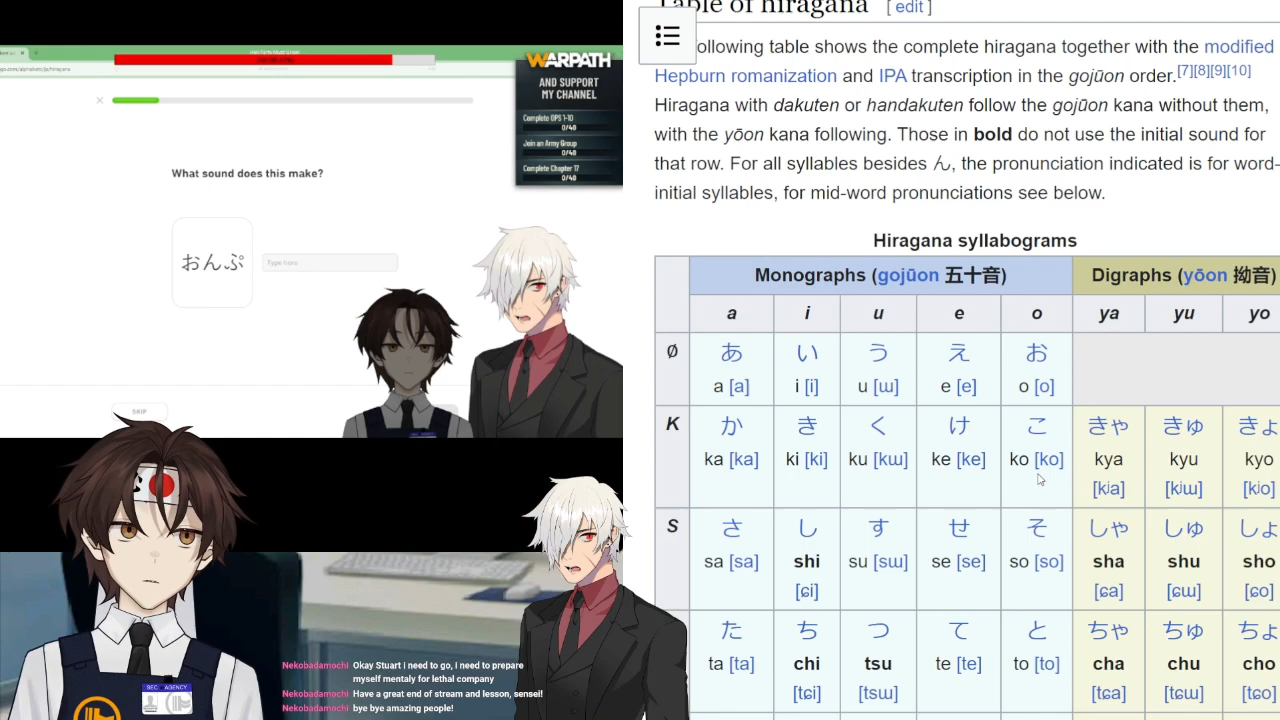 go.com/alphabets/ja/hiragana
WARPATH
AND SUPPORT
MY CHANNEL
Complete OPS 1-10
0/40
Join an Army Group
0/40
Complete Chapter 17
0/40
What sound does this make?
おんぷ
Type here
SKIP
SEC AGENCY
Nekobadamochi Okay Stuart I need to go, I need to prepare
myself mentaly for lethal company
Nekobadamochi Have a great end of stream and lesson, sensei!
Nekobadamochi bye bye amazing people!
Table of hiragana [ edit ]
ollowing table shows the complete hiragana together with the modified
Hepburn romanization and IPA transcription in the gojūon order.[7][8][9][10]
Hiragana with dakuten or handakuten follow the gojūon kana without them,
with the yōon kana following. Those in bold do not use the initial sound for
that row. For all syllables besides ん, the pronunciation indicated is for word-
initial syllables, for mid-word pronunciations see below.
Hiragana syllabograms
Monographs (gojūon 五十音) Digraphs (yōon 拗音)
a i u e o ya yu yo
Ø あ い う え お
a [a] i [i] u [ɯ] e [e] o [o]
K か き く け こ きゃ きゅ きょ
ka [ka] ki [ki] ku [kɯ] ke [ke] ko [ko] kya kyu kyo
[kʲa] [kʲɯ] [kʲo]
S さ し す せ そ しゃ しゅ しょ
sa [sa] shi su [sɯ] se [se] so [so] sha shu sho
[ɕi] [ɕa] [ɕɯ] [ɕo]
た ち つ て と ちゃ ちゅ ちょ
ta [ta] chi tsu te [te] to [to] cha chu cho
[tɕi] [tsɯ] [tɕa] [tɕɯ] [tɕo]